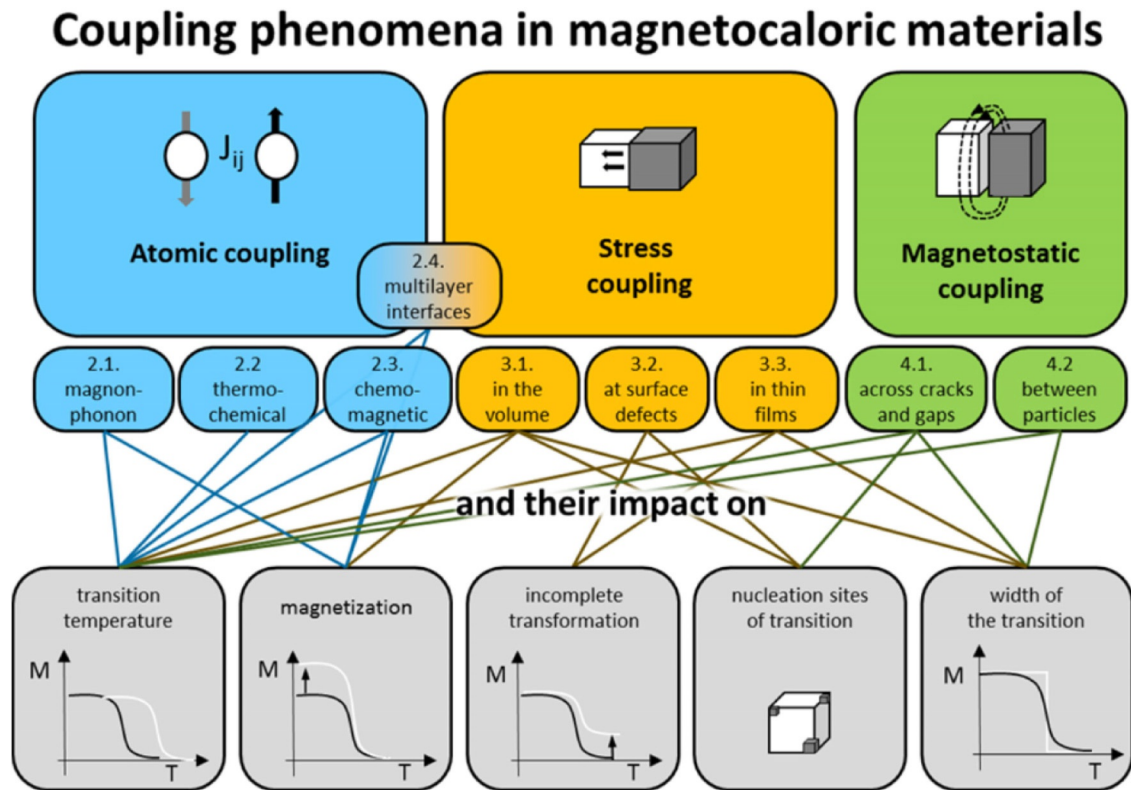 Coupling phenomena in magnetocaloric materials
J_ij
Atomic coupling
Stress
coupling
Magnetostatic
coupling
2.4.
multilayer
interfaces
2.1.
magnon-
phonon
2.2
thermo-
chemical
2.3.
chemo-
magnetic
3.1.
in the
volume
3.2.
at surface
defects
3.3.
in thin
films
4.1.
across cracks
and gaps
4.2
between
particles
and their impact on
transition
temperature
M
T
magnetization
M
T
incomplete
transformation
M
T
nucleation sites
of transition
width of
the transition
M
T